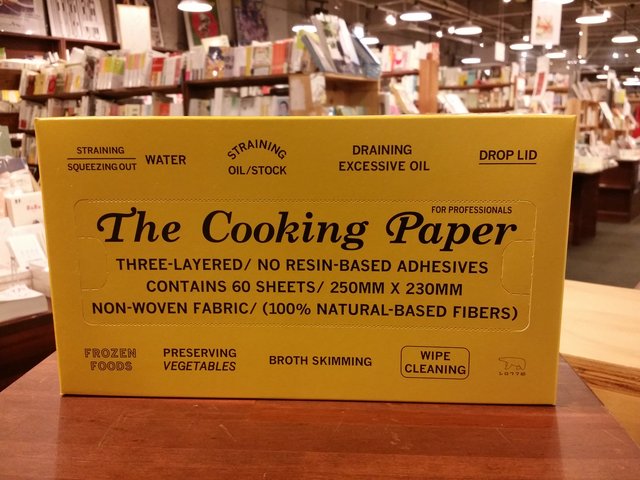 STRAINING
SQUEEZING OUT WATER
STRAINING
OIL/STOCK
DRAINING
EXCESSIVE OIL
DROP LID
FOR PROFESSIONALS
The Cooking Paper
THREE-LAYERED/ NO RESIN-BASED ADHESIVES
CONTAINS 60 SHEETS/ 250MM X 230MM
NON-WOVEN FABRIC/ (100% NATURAL-BASED FIBERS)
FROZEN
FOODS
PRESERVING
VEGETABLES
BROTH SKIMMING
WIPE
CLEANING